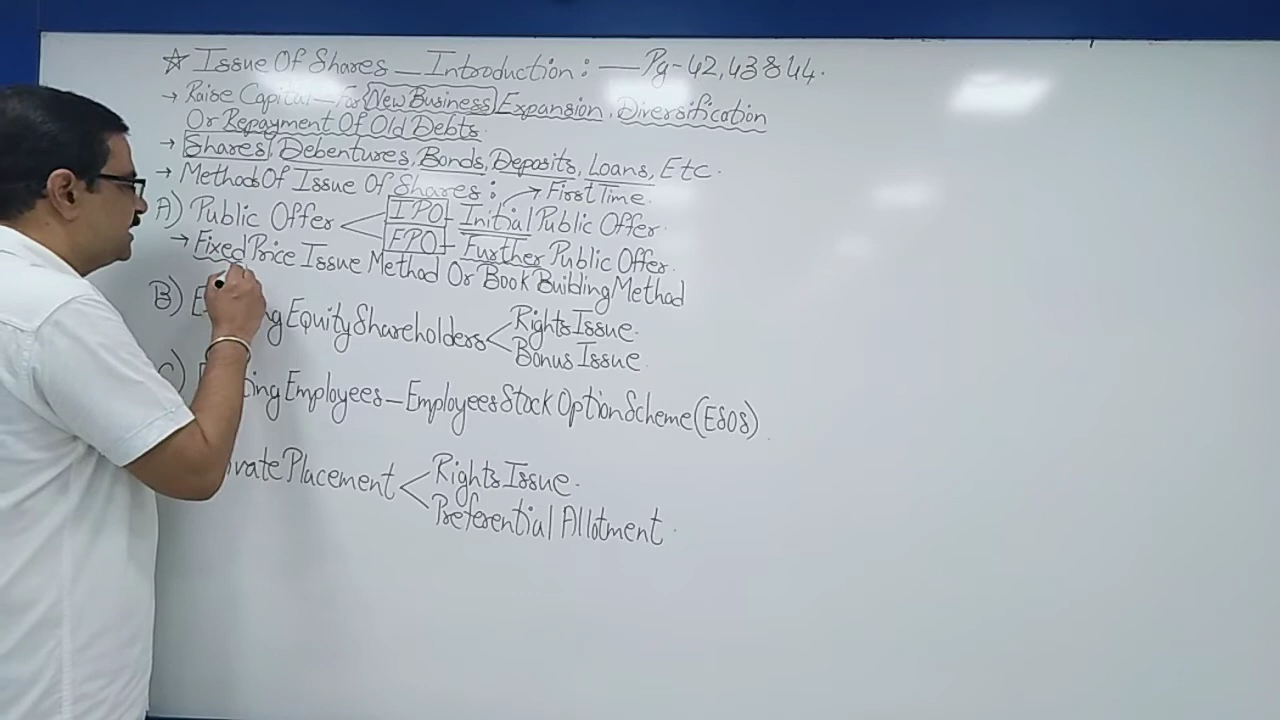 ☆ Issue Of Shares — Introduction: — Pg-42,43 & 44.
→ Raise Capital — For New Business, Expansion, Diversification
Or Repayment Of Old Debts.
→ Shares, Debentures, Bonds, Deposits, Loans, Etc.
→ Methods Of Issue Of Shares: → First Time.
A) Public Offer IPO - Initial Public Offer.
FPO - Further Public Offer.
→ Fixed Price Issue Method Or Book Building Method
B) Equity Shareholders Rights Issue.
Bonus Issue.
C) Employees — Employees Stock Option Scheme (ESOS)
Placement Rights Issue.
Preferential Allotment.